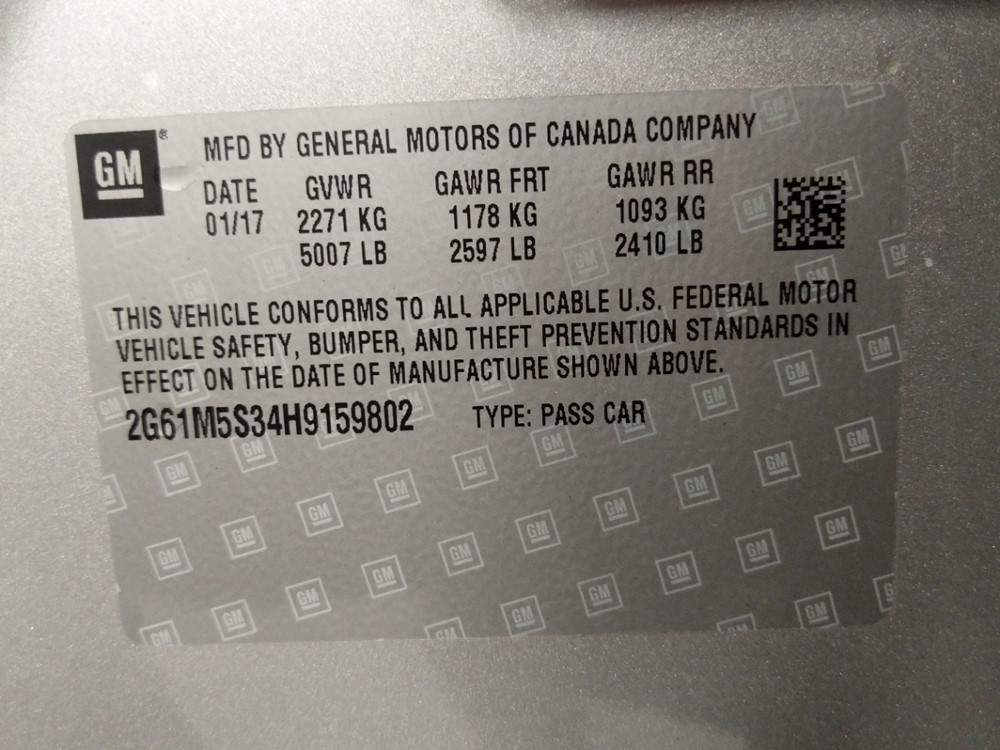 GM® MFD BY GENERAL MOTORS OF CANADA COMPANY
DATE GVWR GAWR FRT GAWR RR
01/17 2271 KG 1178 KG 1093 KG
5007 LB 2597 LB 2410 LB
THIS VEHICLE CONFORMS TO ALL APPLICABLE U.S. FEDERAL MOTOR
VEHICLE SAFETY, BUMPER, AND THEFT PREVENTION STANDARDS IN
EFFECT ON THE DATE OF MANUFACTURE SHOWN ABOVE.
2G61M5S34H9159802 TYPE: PASS CAR